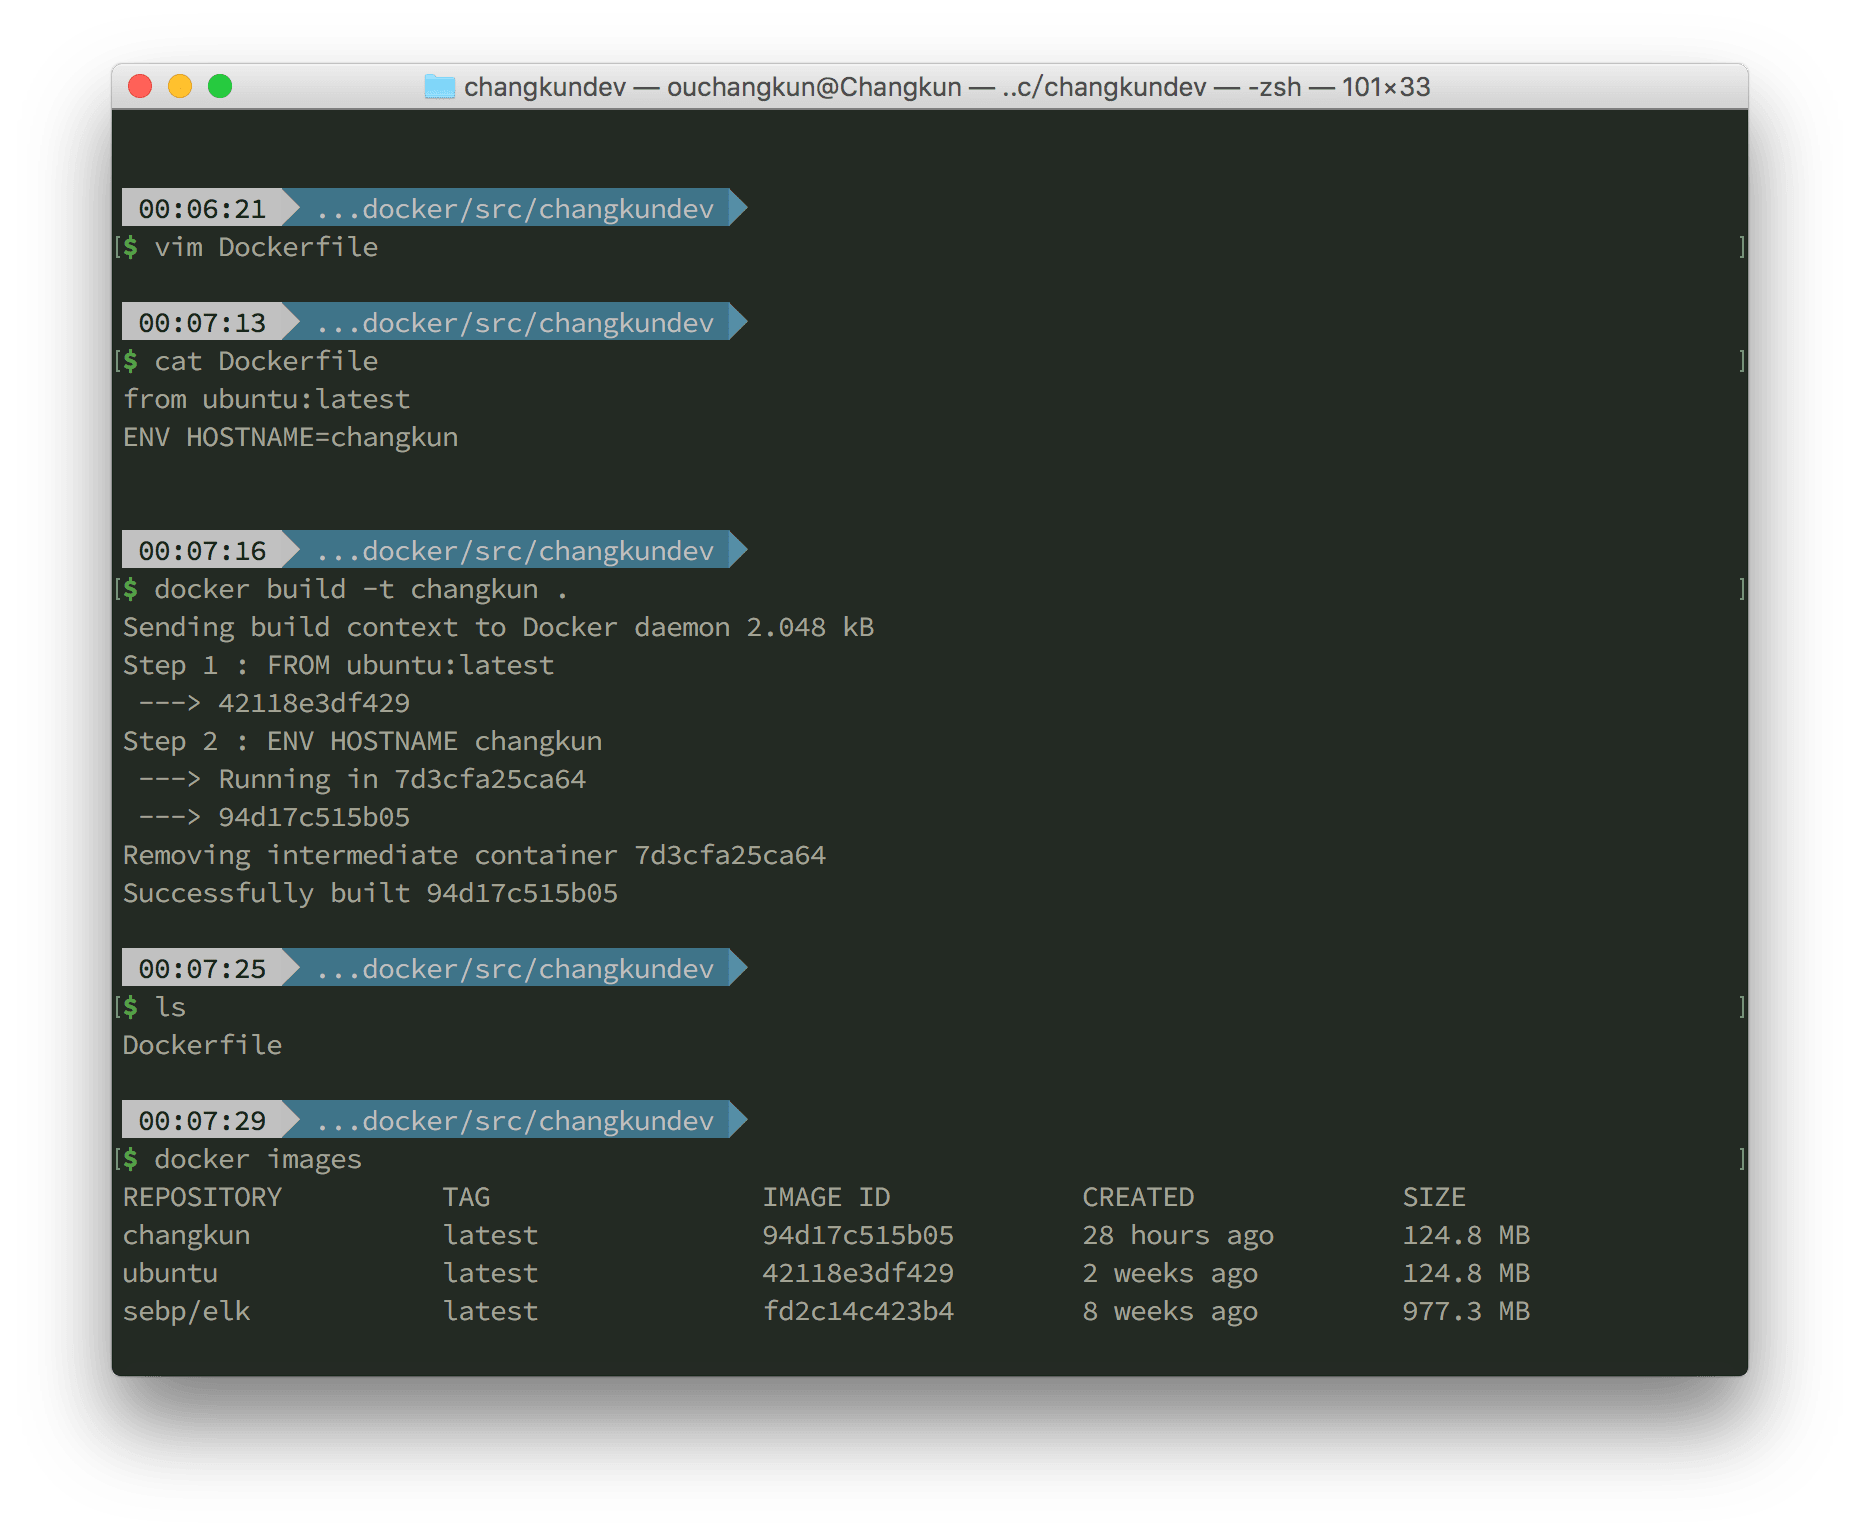 changkundev — ouchangkun@Changkun — ..c/changkundev — -zsh — 101×33
00:06:21 ...docker/src/changkundev
[$ vim Dockerfile ]
00:07:13 ...docker/src/changkundev
[$ cat Dockerfile ]
from ubuntu:latest
ENV HOSTNAME=changkun
00:07:16 ...docker/src/changkundev
[$ docker build -t changkun . ]
Sending build context to Docker daemon 2.048 kB
Step 1 : FROM ubuntu:latest
 ---> 42118e3df429
Step 2 : ENV HOSTNAME changkun
 ---> Running in 7d3cfa25ca64
 ---> 94d17c515b05
Removing intermediate container 7d3cfa25ca64
Successfully built 94d17c515b05
00:07:25 ...docker/src/changkundev
[$ ls ]
Dockerfile
00:07:29 ...docker/src/changkundev
[$ docker images ]
REPOSITORY TAG IMAGE ID CREATED SIZE
changkun latest 94d17c515b05 28 hours ago 124.8 MB
ubuntu latest 42118e3df429 2 weeks ago 124.8 MB
sebp/elk latest fd2c14c423b4 8 weeks ago 977.3 MB